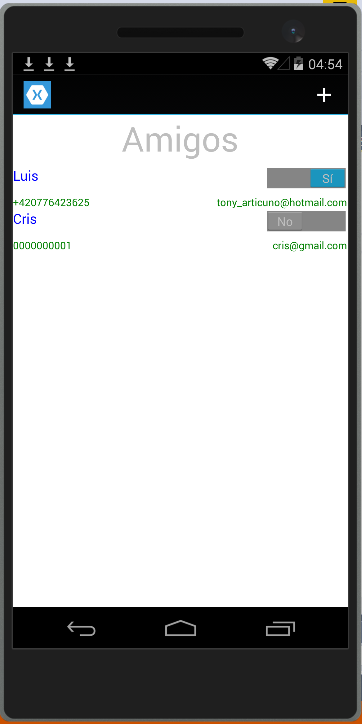 04:54
Amigos
Luis Sí
+420776423625 tony_articuno@hotmail.com
Cris No
0000000001 cris@gmail.com